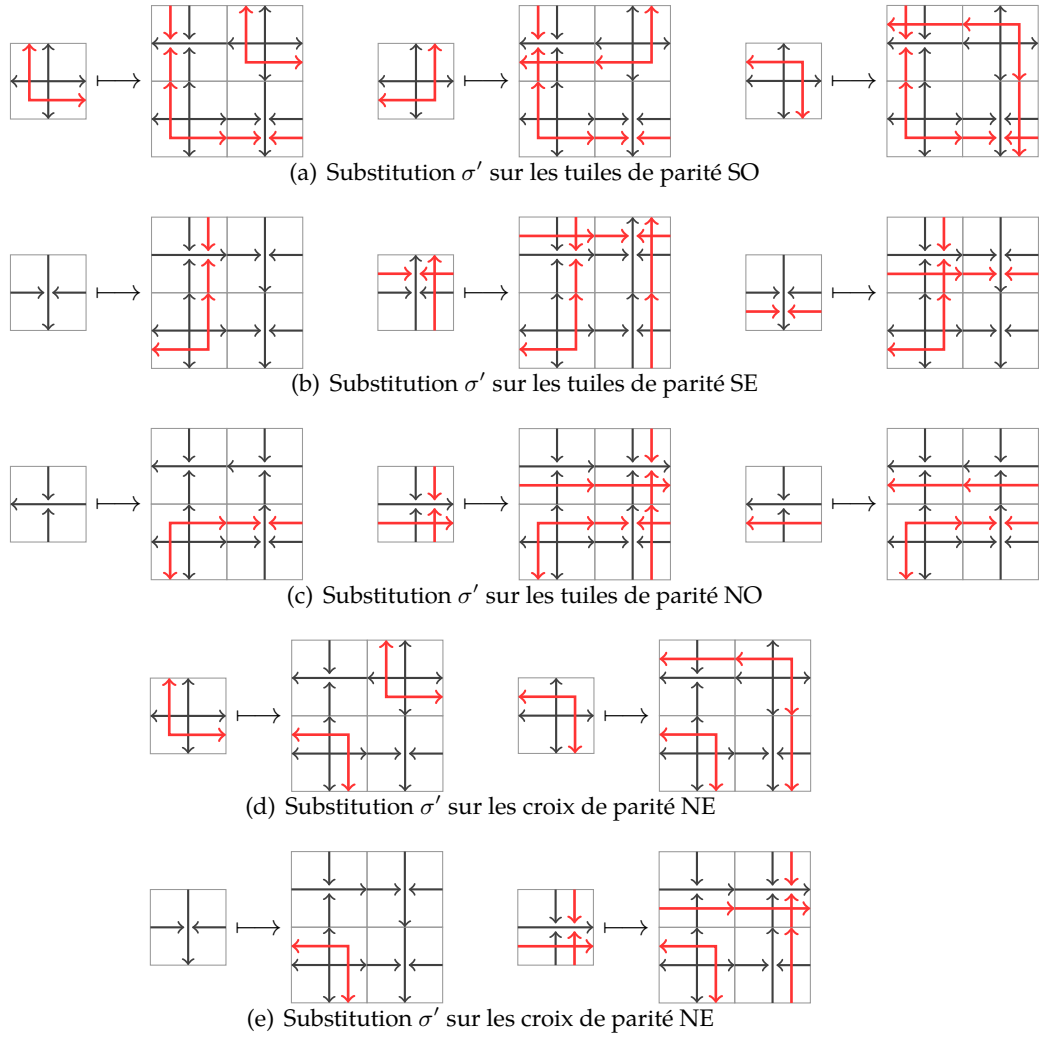 (a) Substitution σ′ sur les tuiles de parité SO
(b) Substitution σ′ sur les tuiles de parité SE
(c) Substitution σ′ sur les tuiles de parité NO
(d) Substitution σ′ sur les croix de parité NE
(e) Substitution σ′ sur les croix de parité NE